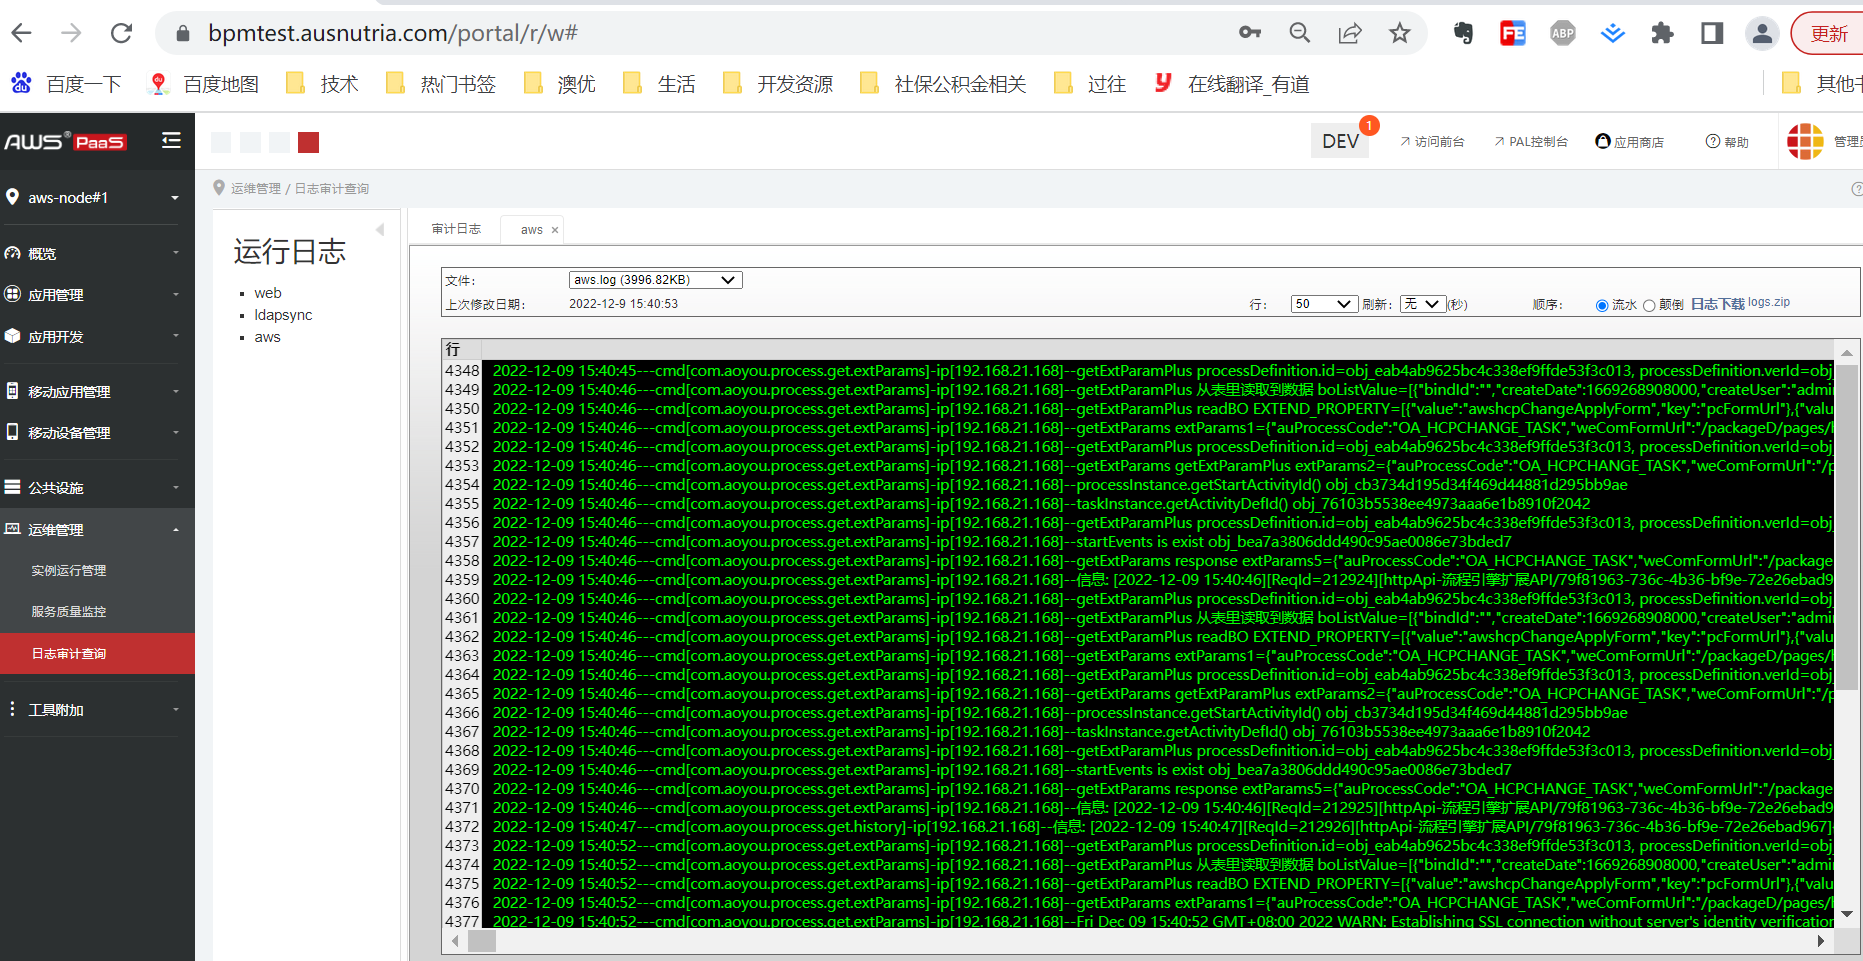 bpmtest.ausnutria.com/portal/r/w#
更新
百度一下 百度地图 技术 热门书签 澳优 生活 开发资源 社保公积金相关 过往 在线翻译_有道 其他书
AWS® PaaS
DEV 1 访问前台 PAL控制台 应用商店 帮助 管理员
aws-node#1
概览
应用管理
应用开发
移动应用管理
移动设备管理
公共设施
运维管理
实例运行管理
服务质量监控
日志审计查询
工具附加
运维管理 / 日志审计查询
运行日志
web
ldapsync
aws
审计日志 aws ×
文件: aws.log (3996.82KB)
上次修改日期: 2022-12-9 15:40:53 行: 50 刷新: 无 (秒) 顺序: 流水 颠倒 日志下载 logs.zip
行
4348 2022-12-09 15:40:45---cmd[com.aoyou.process.get.extParams]-ip[192.168.21.168]--getExtParamPlus processDefinition.id=obj_eab4ab9625bc4c338ef9ffde53f3c013, processDefinition.verId=obj_
4349 2022-12-09 15:40:46---cmd[com.aoyou.process.get.extParams]-ip[192.168.21.168]--getExtParamPlus 从表里读取到数据 boListValue=[{"bindId":"","createDate":1669268908000,"createUser":"admi
4350 2022-12-09 15:40:46---cmd[com.aoyou.process.get.extParams]-ip[192.168.21.168]--getExtParamPlus readBO EXTEND_PROPERTY=[{"value":"awshcpChangeApplyForm","key":"pcFormUrl"},{"valu
4351 2022-12-09 15:40:46---cmd[com.aoyou.process.get.extParams]-ip[192.168.21.168]--getExtParams extParams1={"auProcessCode":"OA_HCPCHANGE_TASK","weComFormUrl":"/packageD/pages/
4352 2022-12-09 15:40:46---cmd[com.aoyou.process.get.extParams]-ip[192.168.21.168]--getExtParamPlus processDefinition.id=obj_eab4ab9625bc4c338ef9ffde53f3c013, processDefinition.verId=obj_
4353 2022-12-09 15:40:46---cmd[com.aoyou.process.get.extParams]-ip[192.168.21.168]--getExtParams getExtParamPlus extParams2={"auProcessCode":"OA_HCPCHANGE_TASK","weComFormUrl":"/p
4354 2022-12-09 15:40:46---cmd[com.aoyou.process.get.extParams]-ip[192.168.21.168]--processInstance.getStartActivityId() obj_cb3734d195d34f469d44881d295bb9ae
4355 2022-12-09 15:40:46---cmd[com.aoyou.process.get.extParams]-ip[192.168.21.168]--taskInstance.getActivityDefId() obj_76103b5538ee4973aaa6e1b8910f2042
4356 2022-12-09 15:40:46---cmd[com.aoyou.process.get.extParams]-ip[192.168.21.168]--getExtParamPlus processDefinition.id=obj_eab4ab9625bc4c338ef9ffde53f3c013, processDefinition.verId=obj_
4357 2022-12-09 15:40:46---cmd[com.aoyou.process.get.extParams]-ip[192.168.21.168]--startEvents is exist obj_bea7a3806ddd490c95ae0086e73bded7
4358 2022-12-09 15:40:46---cmd[com.aoyou.process.get.extParams]-ip[192.168.21.168]--getExtParams response extParams5={"auProcessCode":"OA_HCPCHANGE_TASK","weComFormUrl":"/package
4359 2022-12-09 15:40:46---cmd[com.aoyou.process.get.extParams]-ip[192.168.21.168]--信息: [2022-12-09 15:40:46][ReqId=212924][httpApi-流程引擎扩展API/79f81963-736c-4b36-bf9e-72e26ebad9
4360 2022-12-09 15:40:46---cmd[com.aoyou.process.get.extParams]-ip[192.168.21.168]--getExtParamPlus processDefinition.id=obj_eab4ab9625bc4c338ef9ffde53f3c013, processDefinition.verId=obj_
4361 2022-12-09 15:40:46---cmd[com.aoyou.process.get.extParams]-ip[192.168.21.168]--getExtParamPlus 从表里读取到数据 boListValue=[{"bindId":"","createDate":1669268908000,"createUser":"admi
4362 2022-12-09 15:40:46---cmd[com.aoyou.process.get.extParams]-ip[192.168.21.168]--getExtParamPlus readBO EXTEND_PROPERTY=[{"value":"awshcpChangeApplyForm","key":"pcFormUrl"},{"valu
4363 2022-12-09 15:40:46---cmd[com.aoyou.process.get.extParams]-ip[192.168.21.168]--getExtParams extParams1={"auProcessCode":"OA_HCPCHANGE_TASK","weComFormUrl":"/packageD/pages/
4364 2022-12-09 15:40:46---cmd[com.aoyou.process.get.extParams]-ip[192.168.21.168]--getExtParamPlus processDefinition.id=obj_eab4ab9625bc4c338ef9ffde53f3c013, processDefinition.verId=obj_
4365 2022-12-09 15:40:46---cmd[com.aoyou.process.get.extParams]-ip[192.168.21.168]--getExtParams getExtParamPlus extParams2={"auProcessCode":"OA_HCPCHANGE_TASK","weComFormUrl":"/p
4366 2022-12-09 15:40:46---cmd[com.aoyou.process.get.extParams]-ip[192.168.21.168]--processInstance.getStartActivityId() obj_cb3734d195d34f469d44881d295bb9ae
4367 2022-12-09 15:40:46---cmd[com.aoyou.process.get.extParams]-ip[192.168.21.168]--taskInstance.getActivityDefId() obj_76103b5538ee4973aaa6e1b8910f2042
4368 2022-12-09 15:40:46---cmd[com.aoyou.process.get.extParams]-ip[192.168.21.168]--getExtParamPlus processDefinition.id=obj_eab4ab9625bc4c338ef9ffde53f3c013, processDefinition.verId=obj_
4369 2022-12-09 15:40:46---cmd[com.aoyou.process.get.extParams]-ip[192.168.21.168]--startEvents is exist obj_bea7a3806ddd490c95ae0086e73bded7
4370 2022-12-09 15:40:46---cmd[com.aoyou.process.get.extParams]-ip[192.168.21.168]--getExtParams response extParams5={"auProcessCode":"OA_HCPCHANGE_TASK","weComFormUrl":"/package
4371 2022-12-09 15:40:46---cmd[com.aoyou.process.get.extParams]-ip[192.168.21.168]--信息: [2022-12-09 15:40:46][ReqId=212925][httpApi-流程引擎扩展API/79f81963-736c-4b36-bf9e-72e26ebad9
4372 2022-12-09 15:40:47---cmd[com.aoyou.process.get.history]-ip[192.168.21.168]--信息: [2022-12-09 15:40:47][ReqId=212926][httpApi-流程引擎扩展API/79f81963-736c-4b36-bf9e-72e26ebad967]-
4373 2022-12-09 15:40:52---cmd[com.aoyou.process.get.extParams]-ip[192.168.21.168]--getExtParamPlus processDefinition.id=obj_eab4ab9625bc4c338ef9ffde53f3c013, processDefinition.verId=obj_
4374 2022-12-09 15:40:52---cmd[com.aoyou.process.get.extParams]-ip[192.168.21.168]--getExtParamPlus 从表里读取到数据 boListValue=[{"bindId":"","createDate":1669268908000,"createUser":"admi
4375 2022-12-09 15:40:52---cmd[com.aoyou.process.get.extParams]-ip[192.168.21.168]--getExtParamPlus readBO EXTEND_PROPERTY=[{"value":"awshcpChangeApplyForm","key":"pcFormUrl"},{"valu
4376 2022-12-09 15:40:52---cmd[com.aoyou.process.get.extParams]-ip[192.168.21.168]--getExtParams extParams1={"auProcessCode":"OA_HCPCHANGE_TASK","weComFormUrl":"/packageD/pages/
4377 2022-12-09 15:40:52---cmd[com.aoyou.process.get.extParams]-ip[192.168.21.168]--Fri Dec 09 15:40:52 GMT+08:00 2022 WARN: Establishing SSL connection without server's identity verification